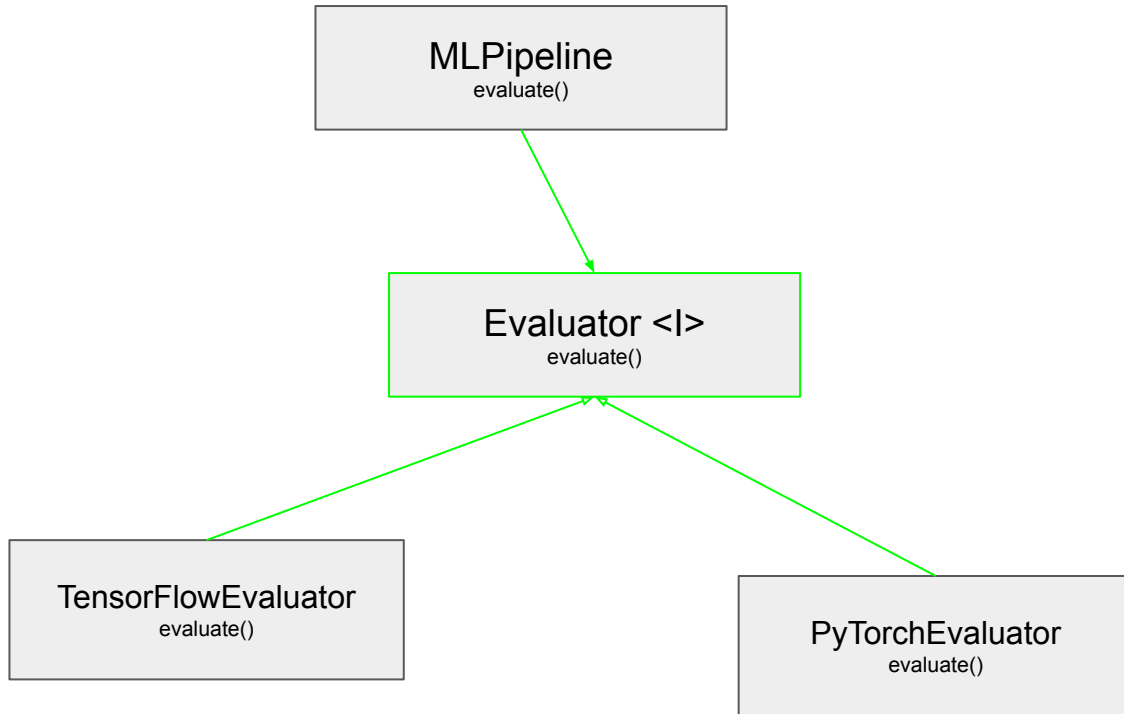 MLPipeline
evaluate()
Evaluator <I>
evaluate()
TensorFlowEvaluator
evaluate()
PyTorchEvaluator
evaluate()